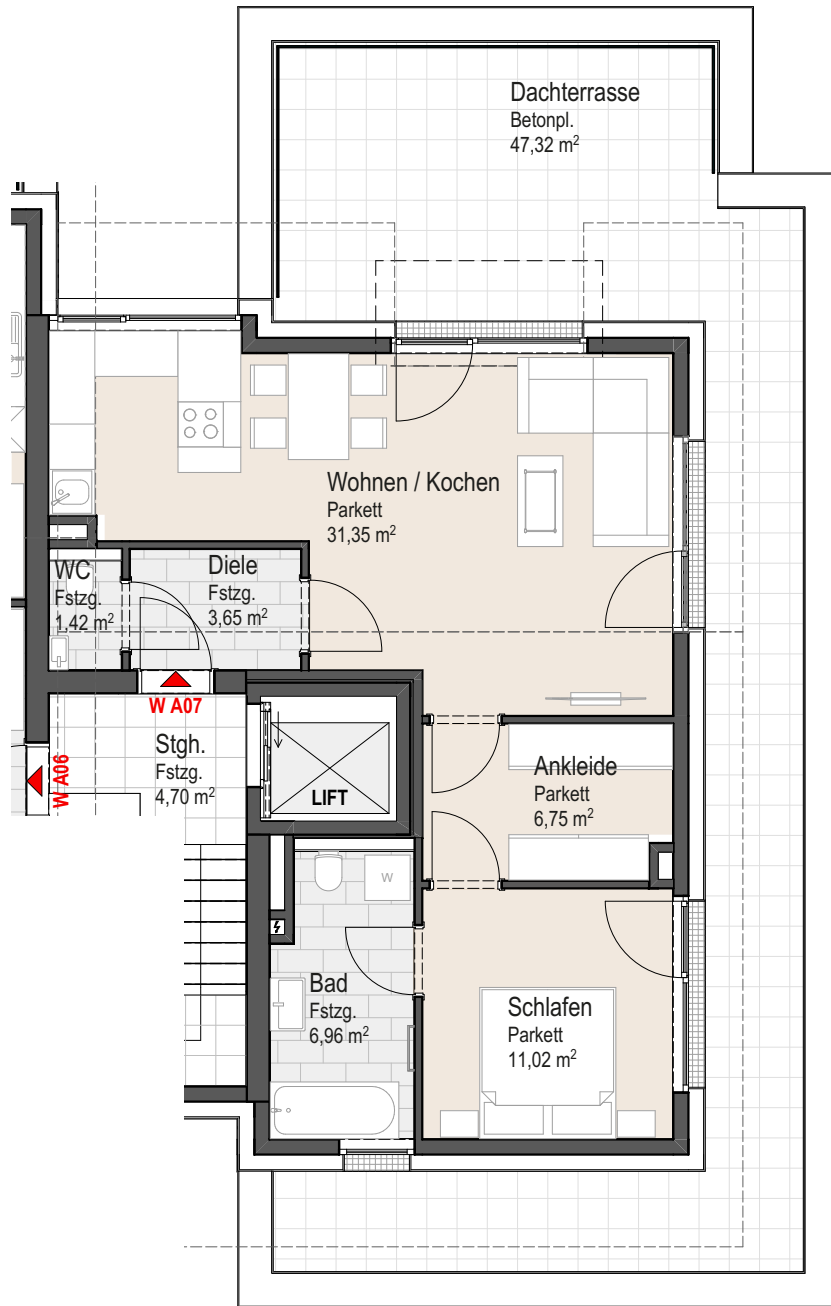 Dachterrasse
Betonpl.
47,32 m²
Wohnen / Kochen
Parkett
31,35 m²
WC
Fstzg.
1,42 m²
Diele
Fstzg.
3,65 m²
W A07
W A06
Stgh.
Fstzg.
4,70 m²
LIFT
Ankleide
Parkett
6,75 m²
W
Bad
Fstzg.
6,96 m²
Schlafen
Parkett
11,02 m²